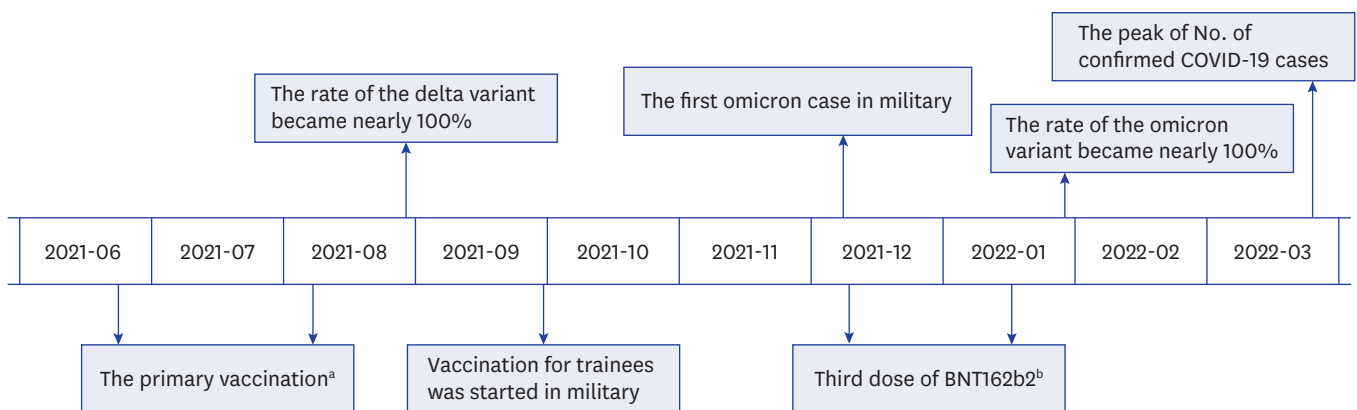 The peak of No. of
confirmed COVID-19 cases
The rate of the delta variant
became nearly 100%
The first omicron case in military
The rate of the omicron
variant became nearly 100%
2021-06 2021-07 2021-08 2021-09 2021-10 2021-11 2021-12 2022-01 2022-02 2022-03
The primary vaccinationᵃ
Vaccination for trainees
was started in military
Third dose of BNT162b2ᵇ